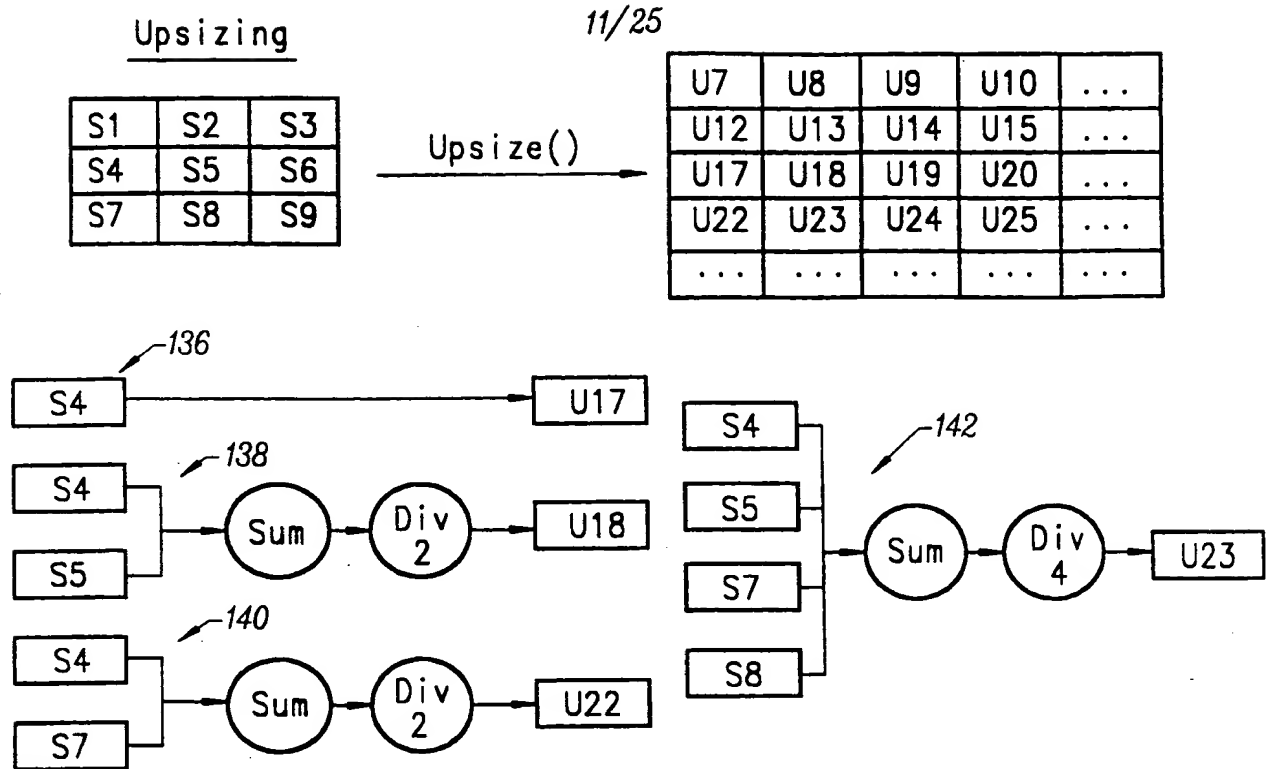 11/25
Upsizing
S1 S2 S3
S4 S5 S6
S7 S8 S9
Upsize()
U7 U8 U9 U10 ...
U12 U13 U14 U15 ...
U17 U18 U19 U20 ...
U22 U23 U24 U25 ...
... ... ... ... ...
136
S4 U17
138
S4
S5
Sum
Div
2
U18
140
S4
S7
Sum
Div
2
U22
142
S4
S5
S7
S8
Sum
Div
4
U23